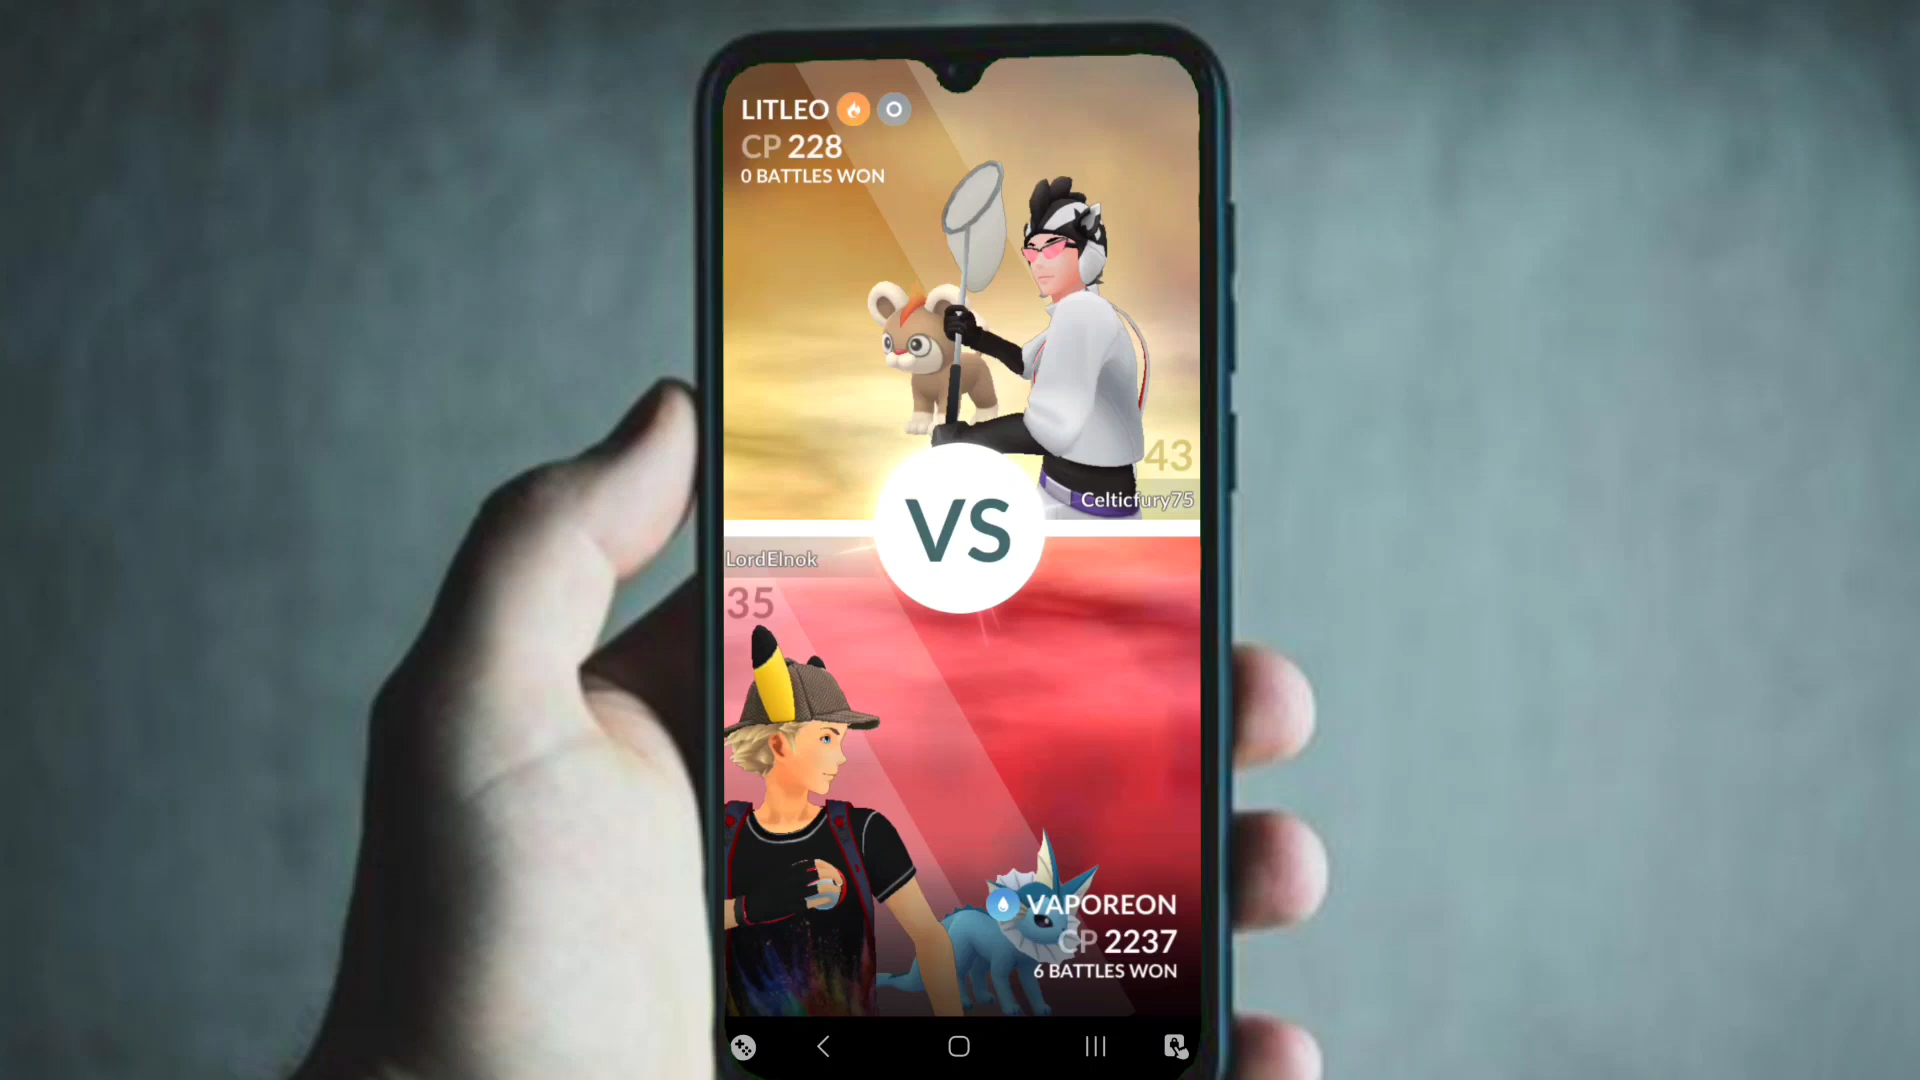 LITLEO
CP 228
0 BATTLES WON
43
Celticfury75
VS
LordElnok
35
VAPOREON
CP 2237
6 BATTLES WON